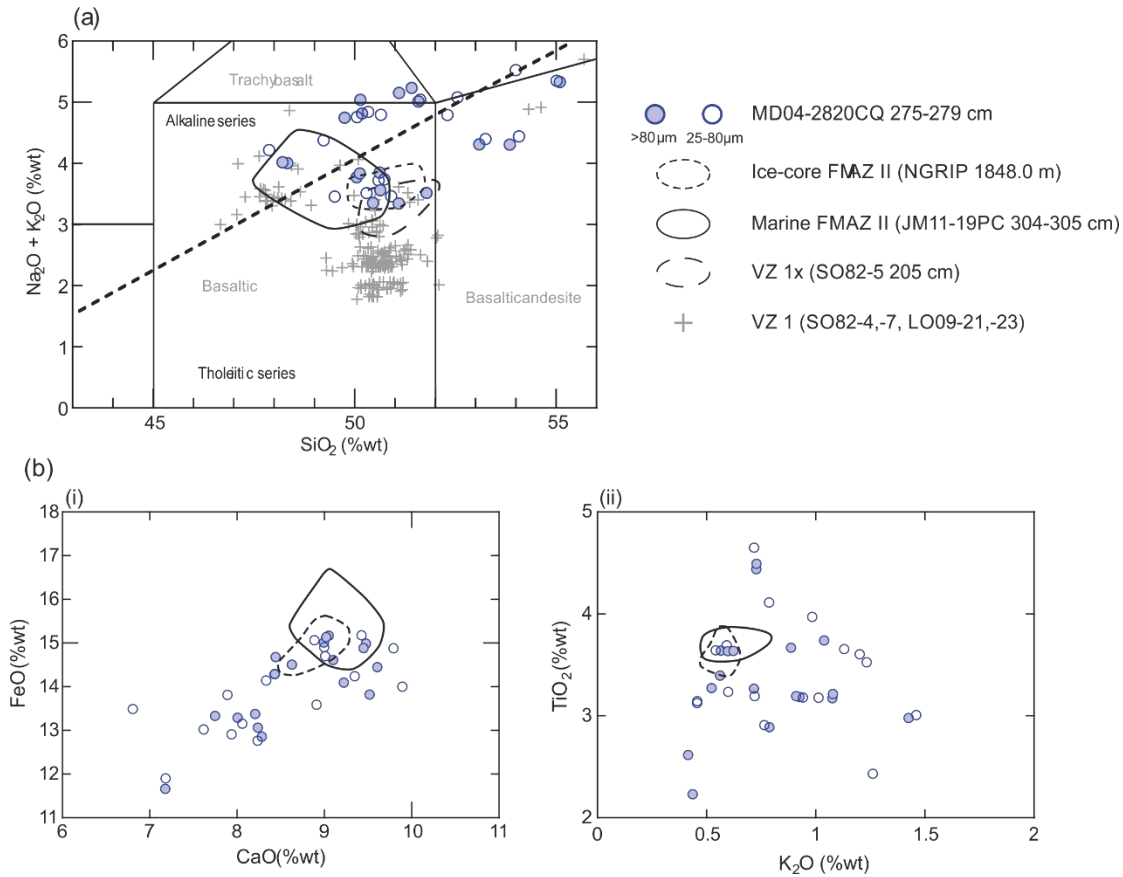 (a)
6
5
4
3
2
1
0
Na2O + K2O (%wt)
Trachybasalt
Alkaline series
Basaltic
Basalticandesite
Tholeiitic series
45
50
55
SiO2 (%wt)
MD04-2820CQ 275-279 cm
>80µm 25-80µm
Ice-core FMAZ II (NGRIP 1848.0 m)
Marine FMAZ II (JM11-19PC 304-305 cm)
VZ 1x (SO82-5 205 cm)
VZ 1 (SO82-4,-7, LO09-21,-23)
(b)
(i)
18
17
16
15
14
13
12
11
FeO (%wt)
6 7 8 9 10 11
CaO(%wt)
(ii)
5
4
3
2
TiO2 (%wt)
0 0.5 1 1.5 2
K2O (%wt)